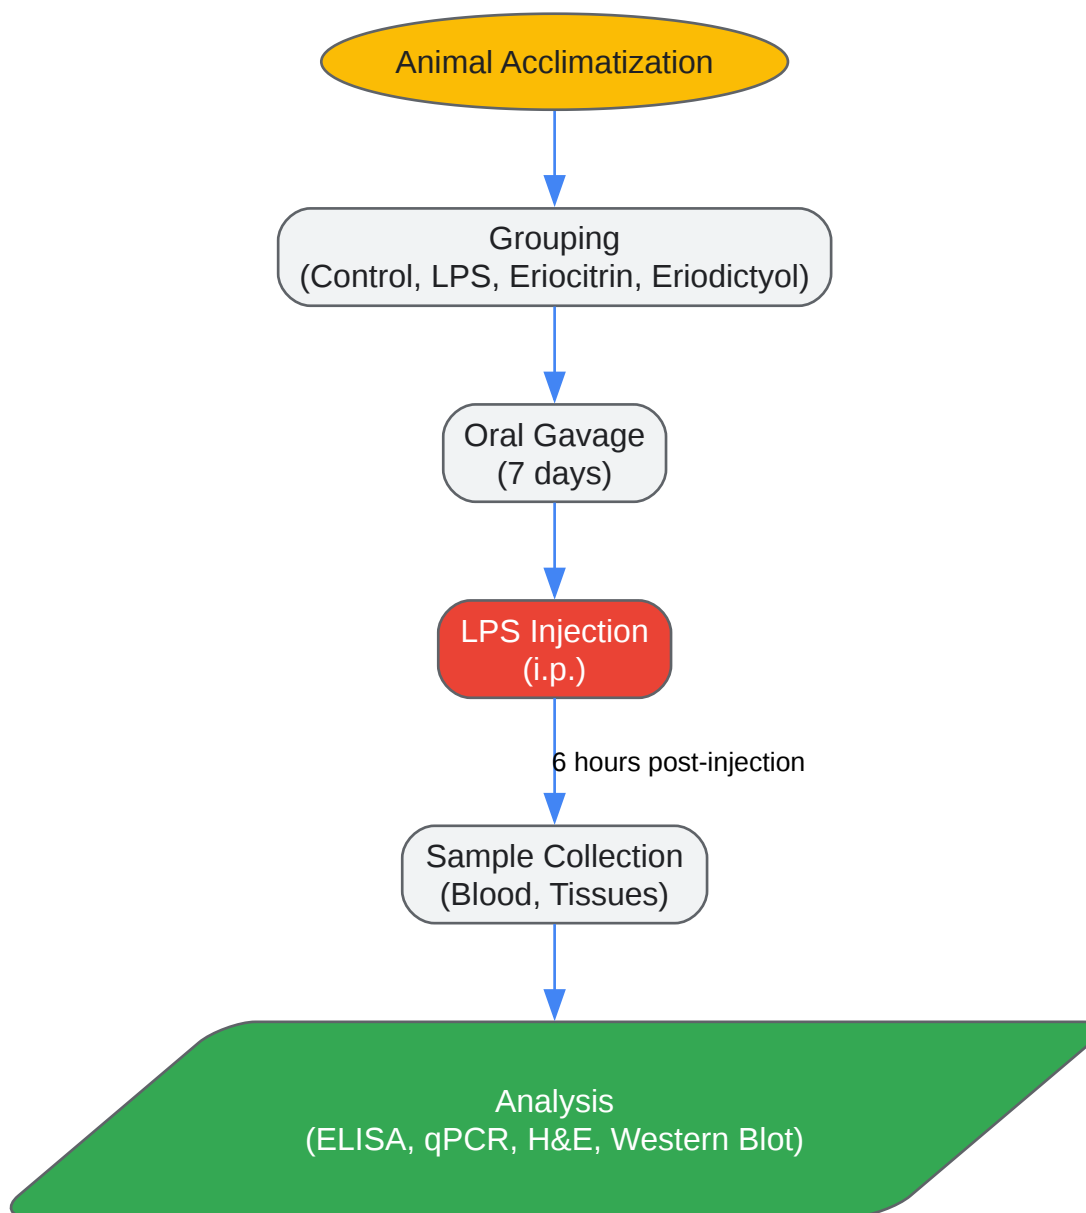 Animal Acclimatization
Grouping
(Control, LPS, Eriocitrin, Eriodictyol)
Oral Gavage
(7 days)
LPS Injection
(i.p.)
6 hours post-injection
Sample Collection
(Blood, Tissues)
Analysis
(ELISA, qPCR, H&E, Western Blot)